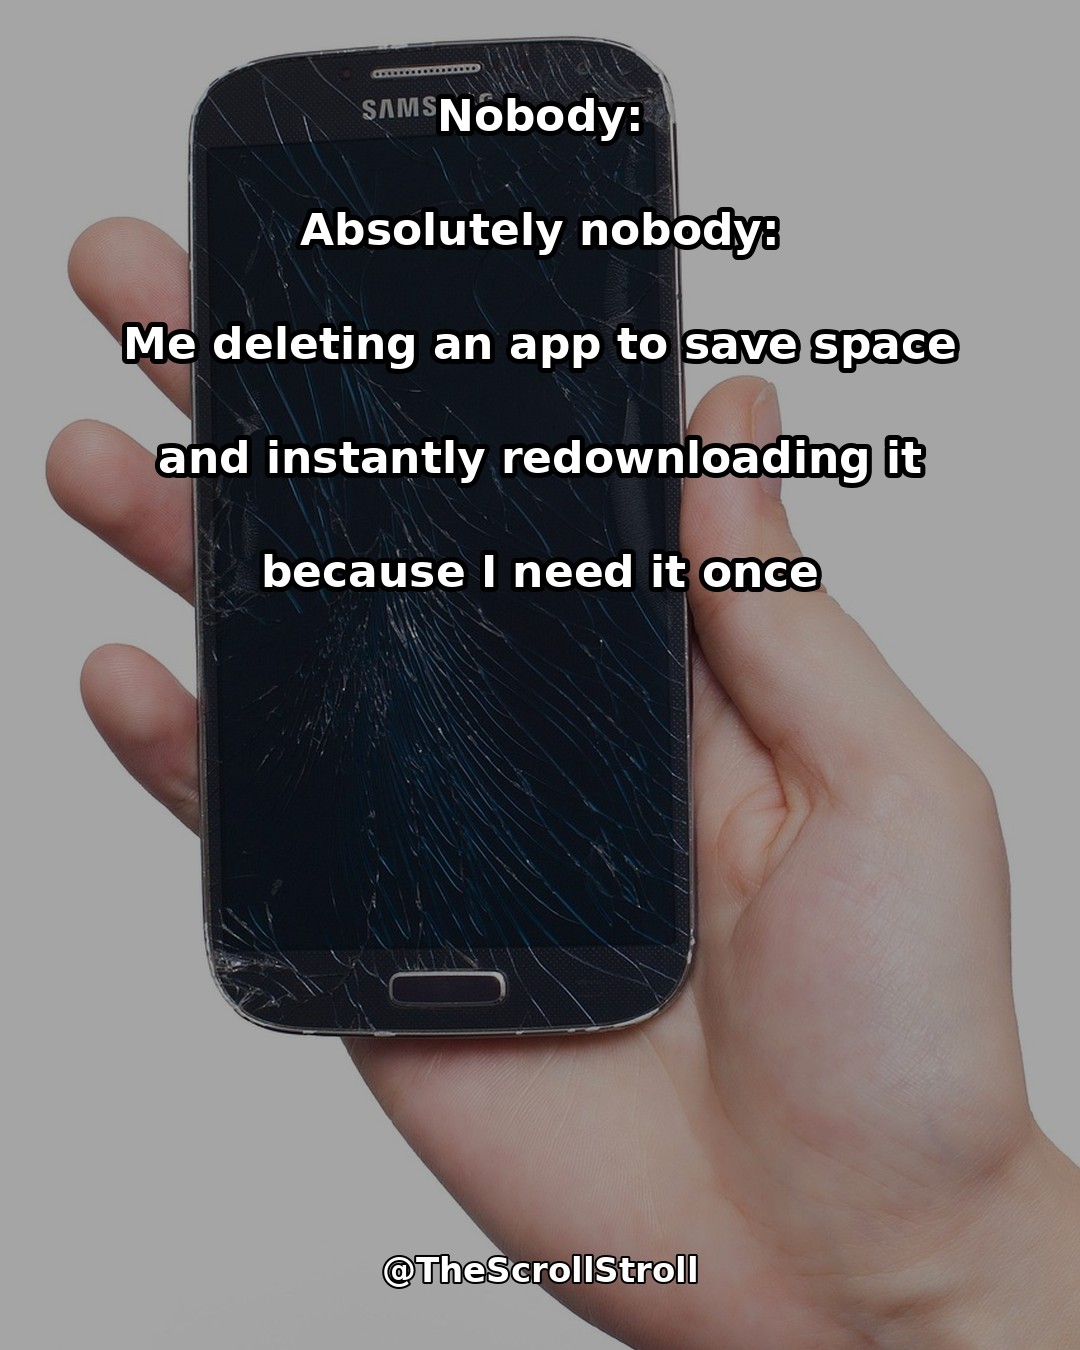 SAMSUNG
Nobody:
Absolutely nobody:
Me deleting an app to save space
and instantly redownloading it
because I need it once
@TheScrollStroll